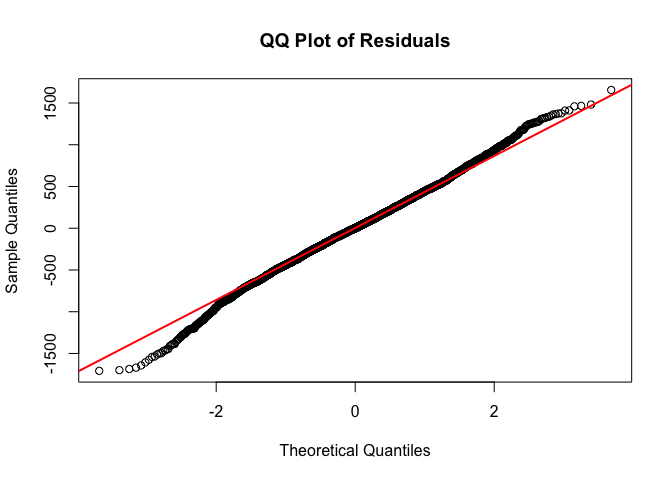 QQ Plot of Residuals
Sample Quantiles
1500
500
0
-500
-1500
-2
0
2
Theoretical Quantiles